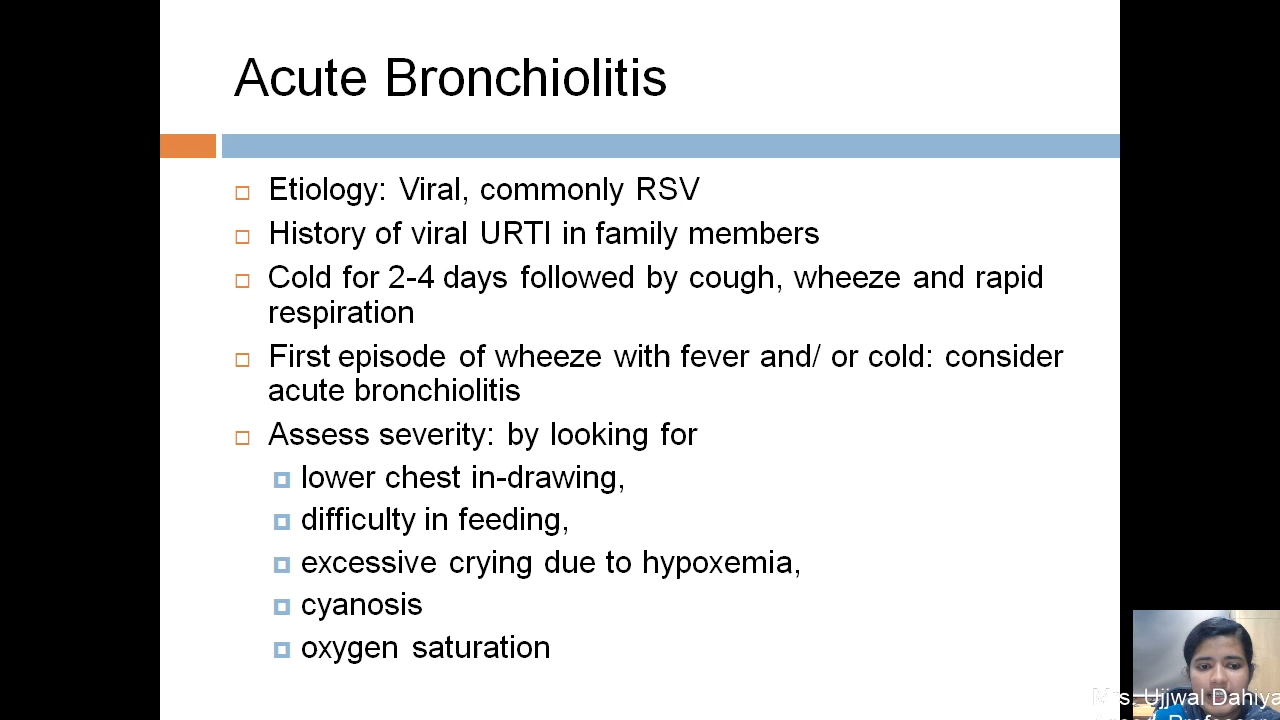 Acute Bronchiolitis
Etiology: Viral, commonly RSV
History of viral URTI in family members
Cold for 2-4 days followed by cough, wheeze and rapid
respiration
First episode of wheeze with fever and/ or cold: consider
acute bronchiolitis
Assess severity: by looking for
lower chest in-drawing,
difficulty in feeding,
excessive crying due to hypoxemia,
cyanosis
oxygen saturation
Mrs. Ujjwal Dahiya